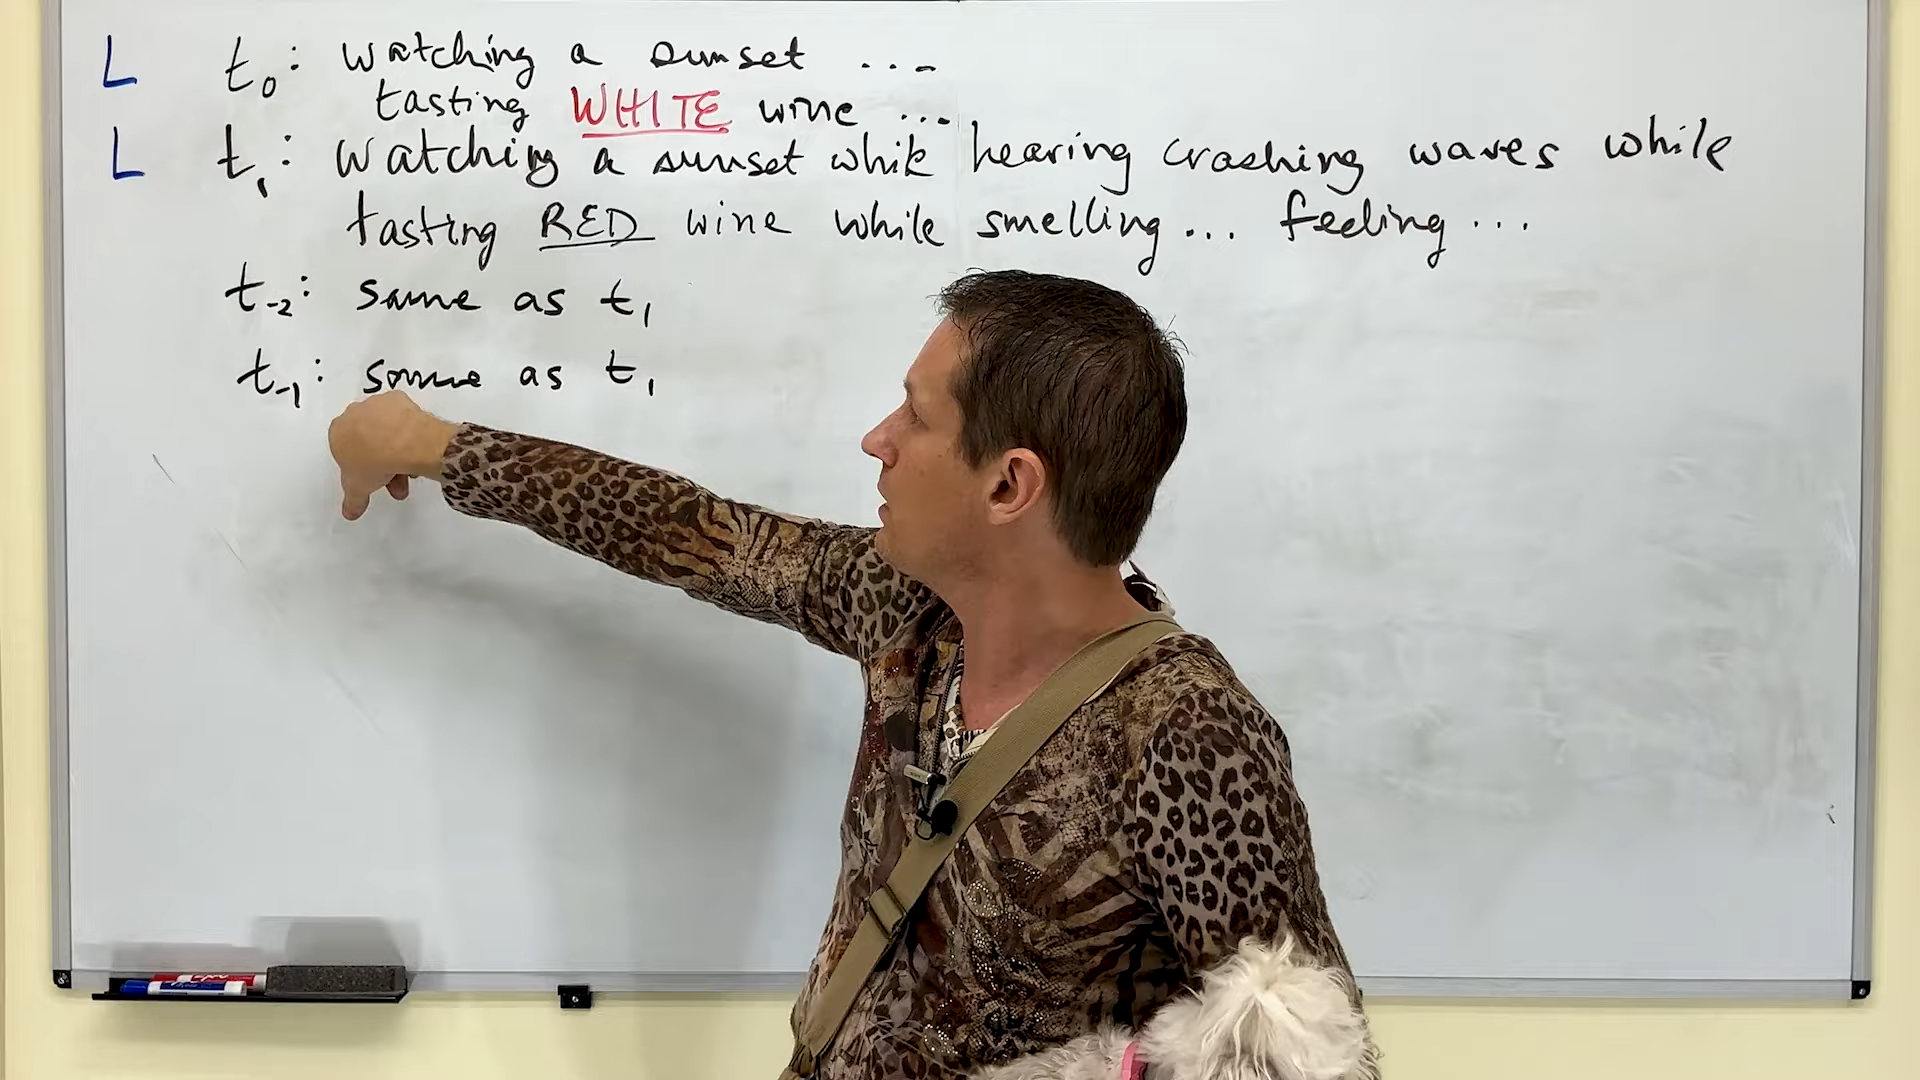 L t₀: watching a sunset ....
tasting WHITE wine ...
L t₁: watching a sunset while hearing crashing waves while
tasting RED wine while smelling... feeling...
t₋₂: same as t₁
t₋₁: same as t₁